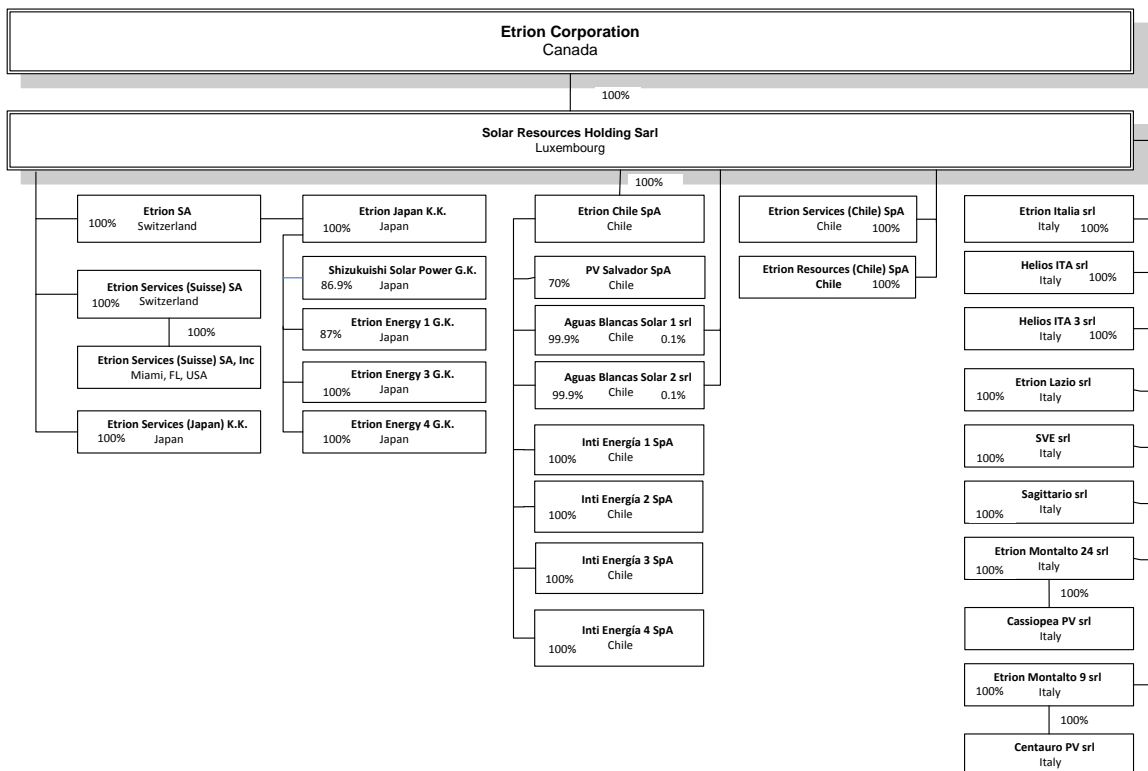 Etrion Corporation
Canada
100%
Solar Resources Holding Sarl
Luxembourg
100%
Etrion SA
100% Switzerland
Etrion Services (Suisse) SA
100% Switzerland
100%
Etrion Services (Suisse) SA, Inc
Miami, FL, USA
Etrion Services (Japan) K.K.
100% Japan
Etrion Japan K.K.
100% Japan
Shizukuishi Solar Power G.K.
86.9% Japan
Etrion Energy 1 G.K.
87% Japan
Etrion Energy 3 G.K.
100% Japan
Etrion Energy 4 G.K.
100% Japan
Etrion Chile SpA
Chile
PV Salvador SpA
70% Chile
Aguas Blancas Solar 1 srl
99.9% Chile 0.1%
Aguas Blancas Solar 2 srl
99.9% Chile 0.1%
Inti Energía 1 SpA
100% Chile
Inti Energía 2 SpA
100% Chile
Inti Energía 3 SpA
100% Chile
Inti Energía 4 SpA
100% Chile
Etrion Services (Chile) SpA
Chile 100%
Etrion Resources (Chile) SpA
Chile 100%
Etrion Italia srl
Italy 100%
Helios ITA srl
Italy 100%
Helios ITA 3 srl
Italy 100%
Etrion Lazio srl
100% Italy
SVE srl
100% Italy
Sagittario srl
100% Italy
Etrion Montalto 24 srl
100% Italy
100%
Cassiopea PV srl
Italy
Etrion Montalto 9 srl
100% Italy
100%
Centauro PV srl
Italy